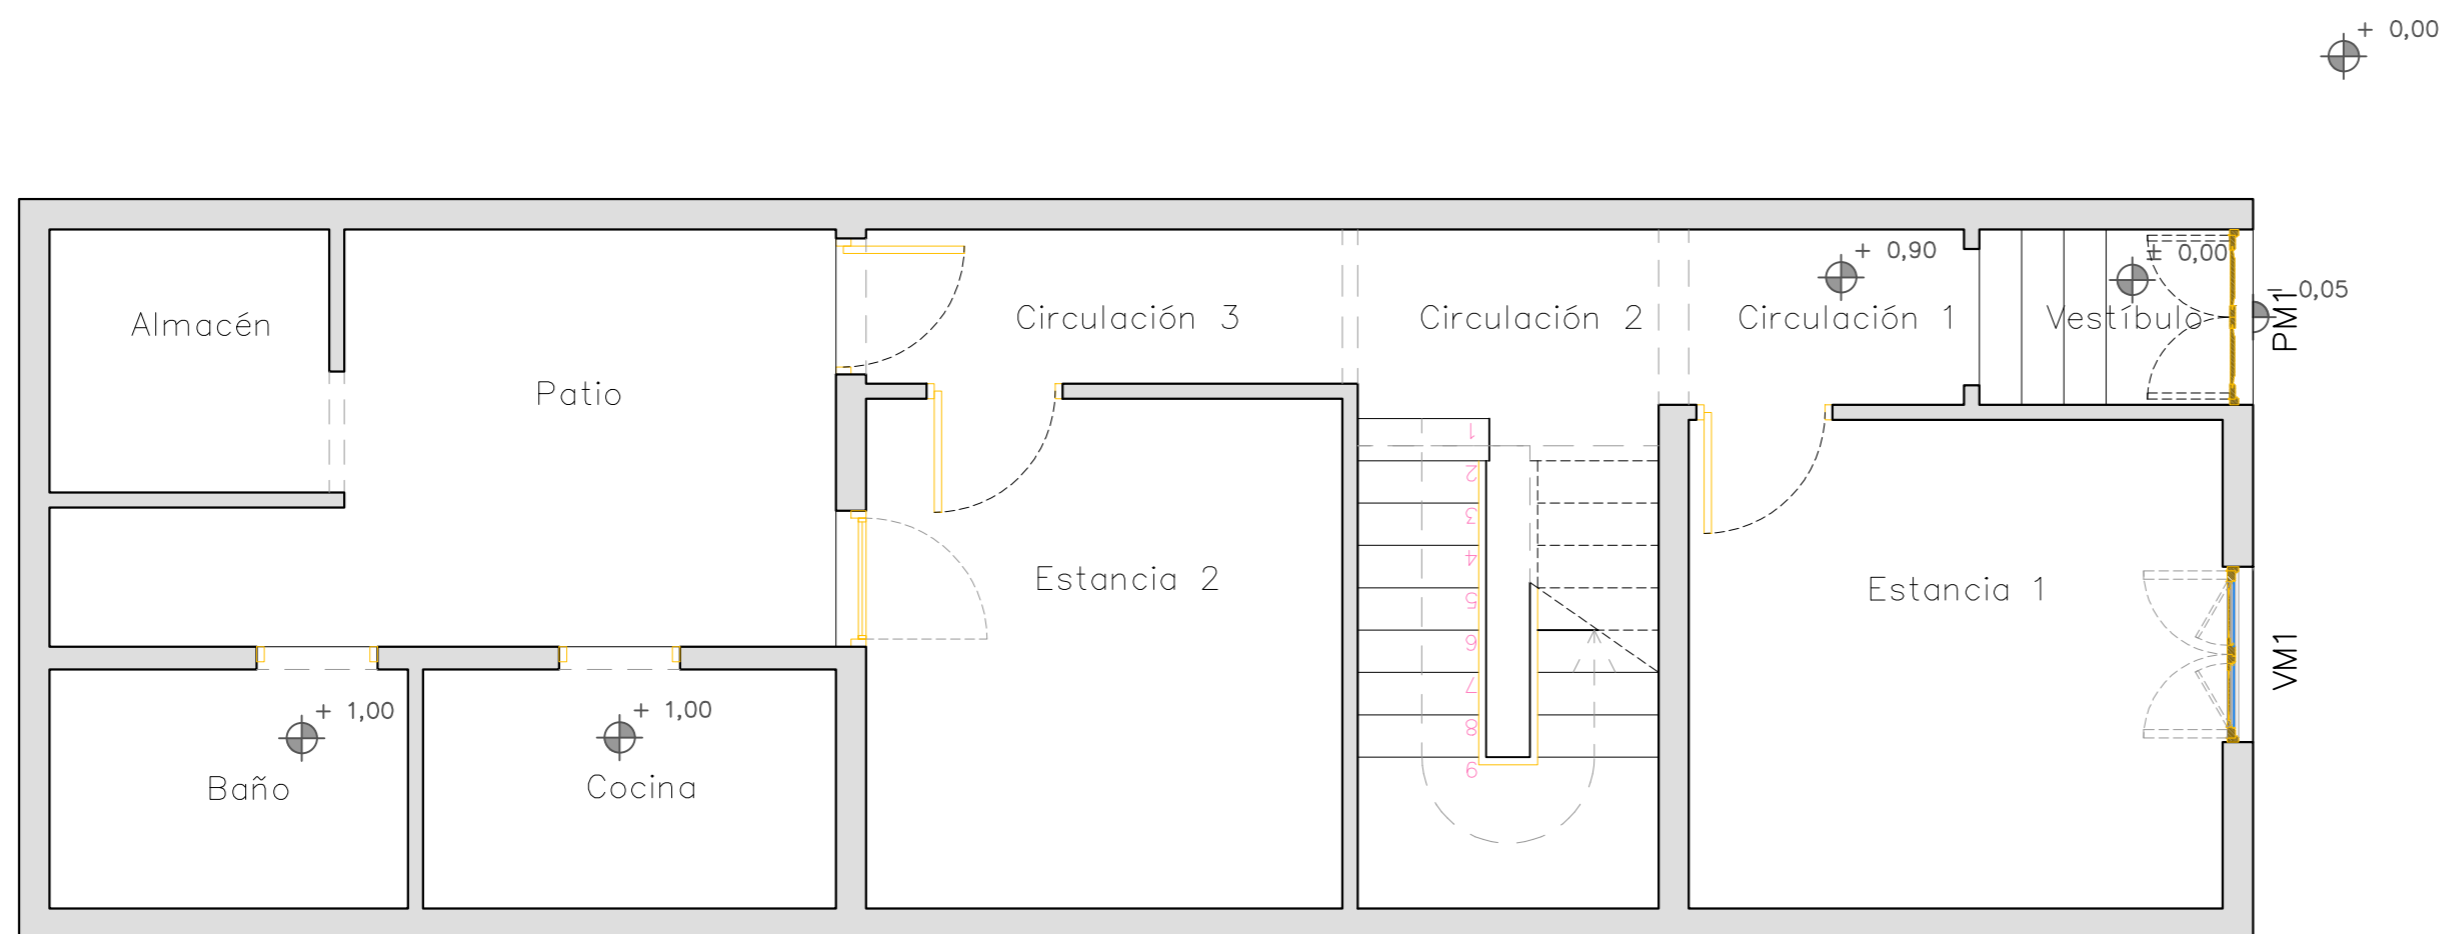 + 0,00
+ 0,90
± 0,00
- 0,05
Almacén
Circulación 3
Circulación 2
Circulación 1
Vestíbulo
PM1
Patio
1
2
3
4
5
6
7
8
9
Estancia 2
Estancia 1
VM1
+ 1,00
+ 1,00
Baño
Cocina